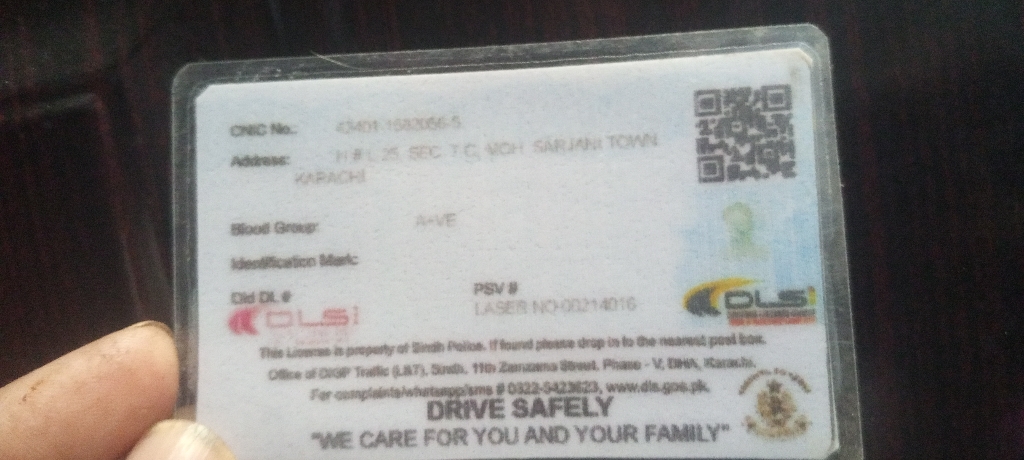 CNIC No.: 43401-1582056-5
Address: H # L 25, SEC, 7 C, MOH SARJANI TOWN
KARACHI
Blood Group: A+VE
Identification Mark:
Old DL # PSV #
LASER NO-00214016
DLS
DLS
This License is property of Sindh Police. If found please drop in to the nearest post box.
Office of DIGP Traffic (L&T), Sindh, 11th Zamzama Street, Phase - V, DHA, Karachi.
For complaints/whatsapp/sms # 0322-5423623, www.dls.gos.pk.
DRIVE SAFELY
"WE CARE FOR YOU AND YOUR FAMILY"